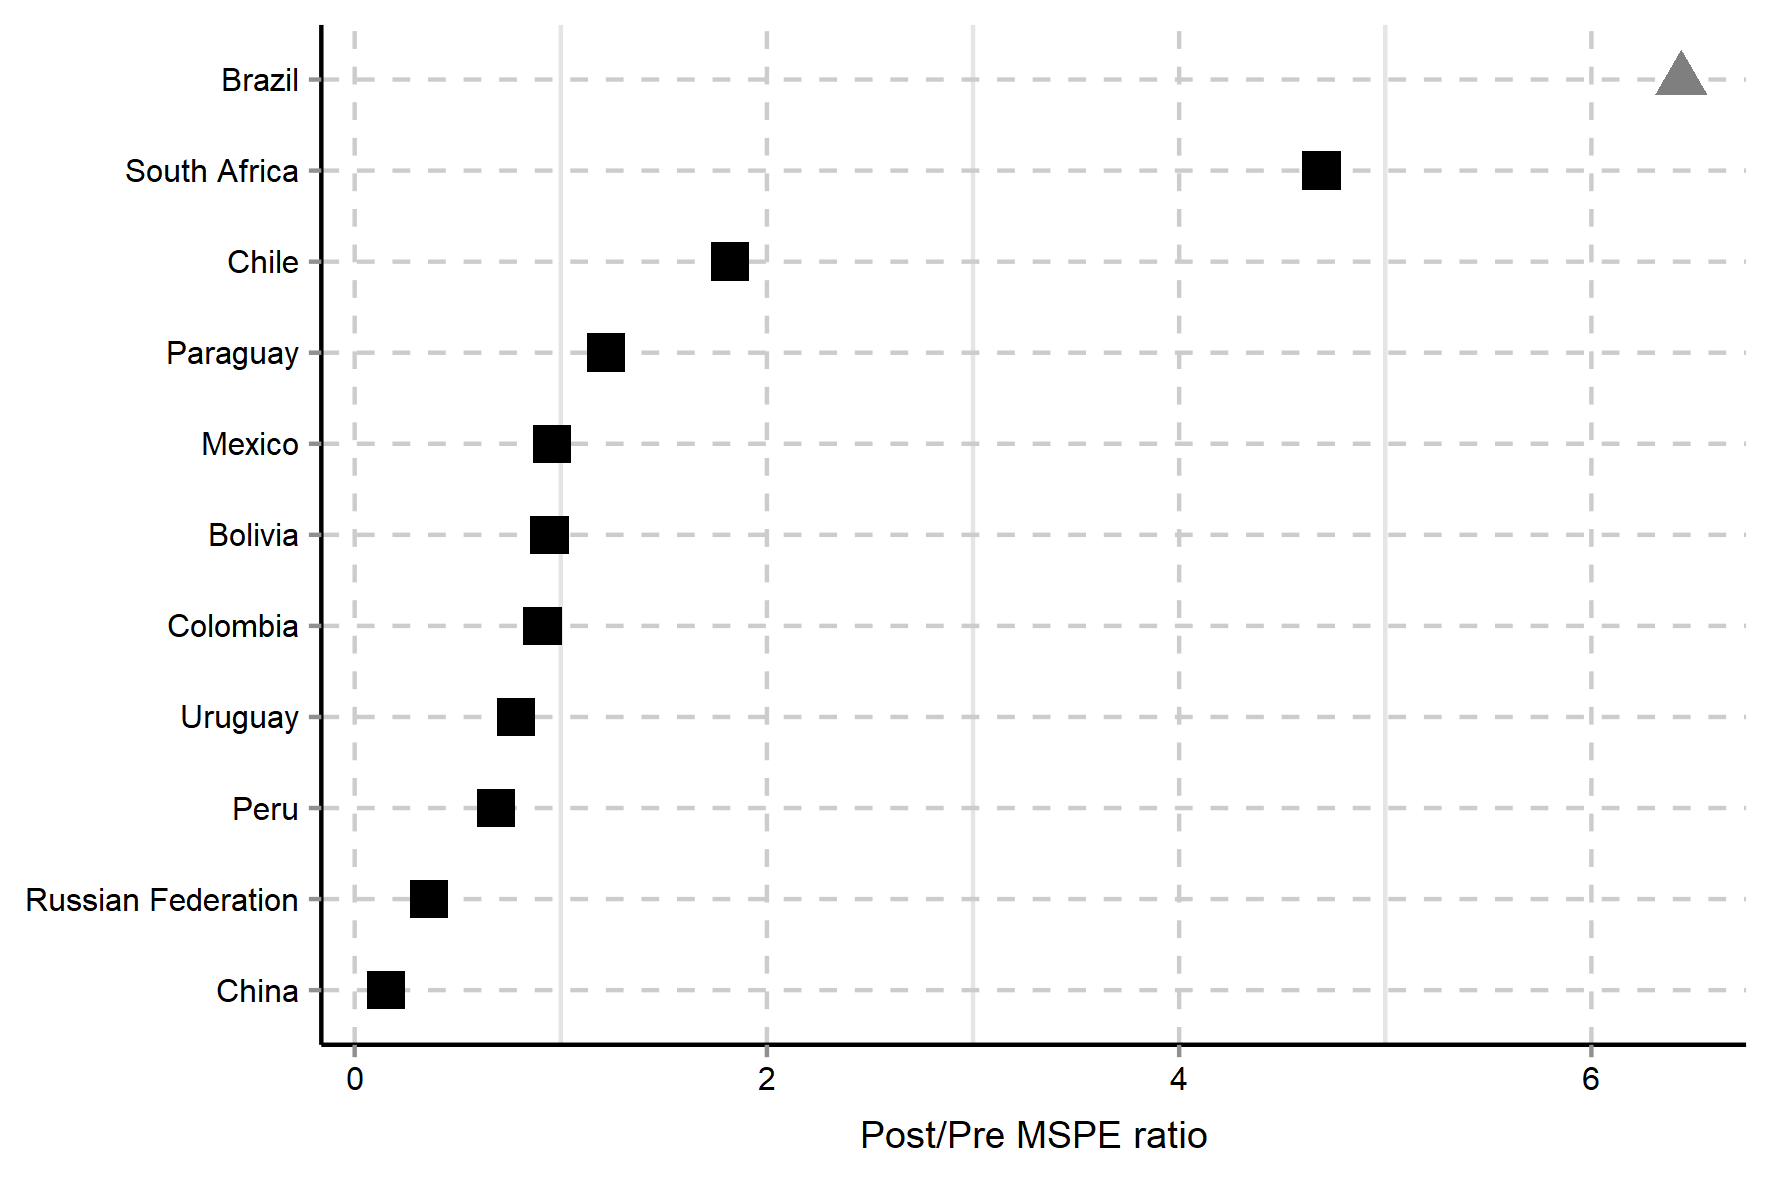 Brazil
South Africa
Chile
Paraguay
Mexico
Bolivia
Colombia
Uruguay
Peru
Russian Federation
China
0 2 4 6
Post/Pre MSPE ratio